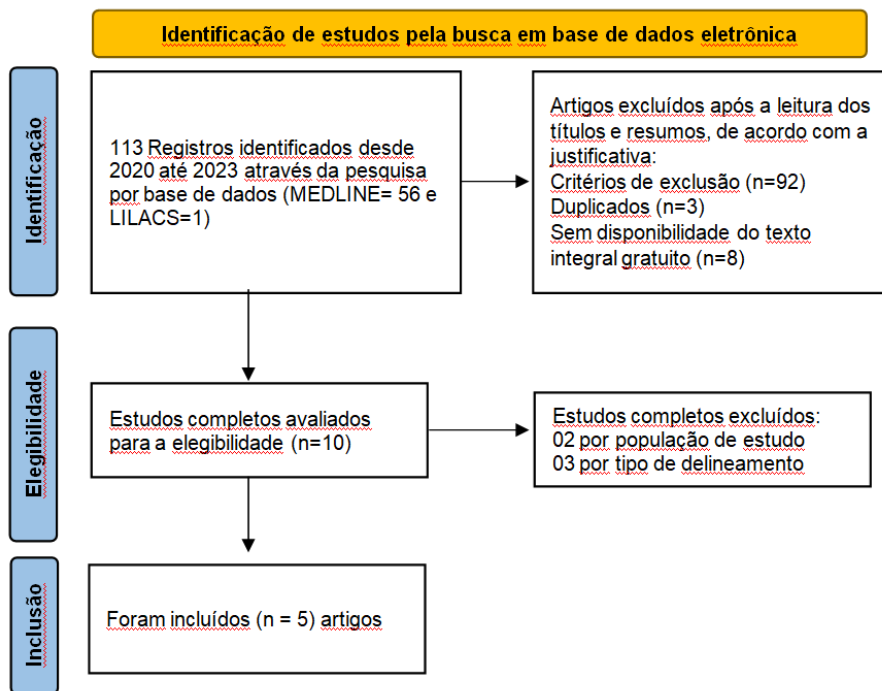 Identificação de estudos pela busca em base de dados eletrônica
Identificação
113 Registros identificados desde
2020 até 2023 através da pesquisa
por base de dados (MEDLINE= 56 e
LILACS=1)
Artigos excluídos após a leitura dos
títulos e resumos, de acordo com a
justificativa:
Critérios de exclusão (n=92)
Duplicados (n=3)
Sem disponibilidade do texto
integral gratuito (n=8)
Elegibilidade
Estudos completos avaliados
para a elegibilidade (n=10)
Estudos completos excluídos:
02 por população de estudo
03 por tipo de delineamento
Inclusão
Foram incluídos (n = 5) artigos